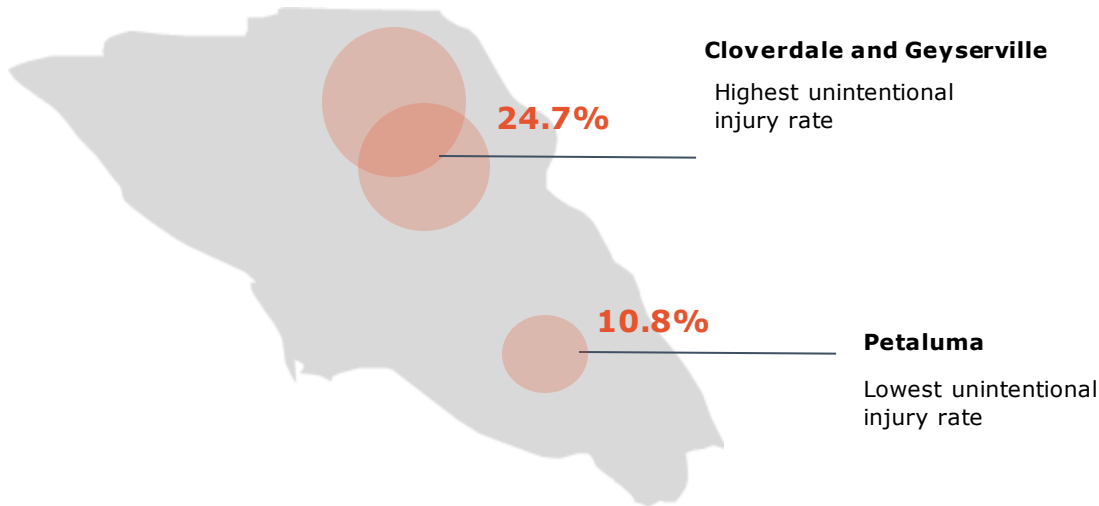 Cloverdale and Geyserville
Highest unintentional
injury rate
24.7%
10.8%
Petaluma
Lowest unintentional
injury rate